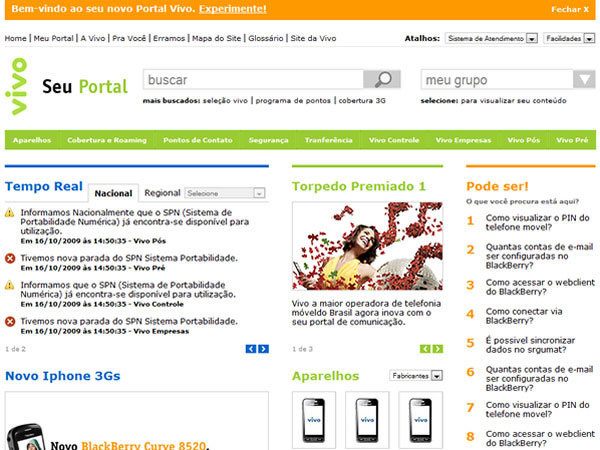 Bem-vindo ao seu novo Portal Vivo. Experimente!
Fechar X
Home | Meu Portal | A Vivo | Pra Você | Erramos | Mapa do Site | Glossário | Site da Vivo
Atalhos: Sistema de Atendimento Facilidades
vivo
Seu Portal
buscar
meu grupo
mais buscados: seleção vivo | programa de pontos | cobertura 3G
selecione: para visualizar seu conteúdo
Aparelhos Cobertura e Roaming Pontos de Contato Segurança Tranferência Vivo Controle Vivo Empresas Vivo Pós Vivo Pré
Tempo Real
Nacional
Regional
Selecione
Informamos Nacionalmente que o SPN (Sistema de
Portabilidade Numérica) já encontra-se disponível para
utilização.
Em 16/10/2009 às 14:50:35 - Vivo Pós
Tivemos nova parada do SPN Sistema Portabilidade.
Em 16/10/2009 às 14:50:35 - Vivo Pré
Informamos que o SPN (Sistema de Portabilidade
Numérica) já encontra-se disponível para utilização.
Em 16/10/2009 às 14:50:35 - Vivo Controle
Tivemos nova parada do SPN Sistema Portabilidade.
Em 16/10/2009 às 14:50:35 - Vivo Empresas
1 de 2
Torpedo Premiado 1
Vivo a maior operadora de telefonia
móveldo Brasil agora inova com o
seu portal de comunicação.
1 de 3
Pode ser!
O que você procura está aqui?
1 Como visualizar o PIN do
telefone movel?
2 Quantas contas de e-mail
ser configuradas no
BlackBerry?
3 Como acessar o webclient
do BlackBerry?
4 Como conectar via
BlackBerry?
5 É possivel sincronizar
dados no srgumat?
6 Quantas contas de e-mail
ser configuradas no
BlackBerry?
7 Como visualizar o PIN do
telefone movel?
8 Como acessar o webclient
do BlackBerry?
Novo Iphone 3Gs
Novo BlackBerry Curve 8520.
Aparelhos
Fabricantes
vivo
vivo
vivo